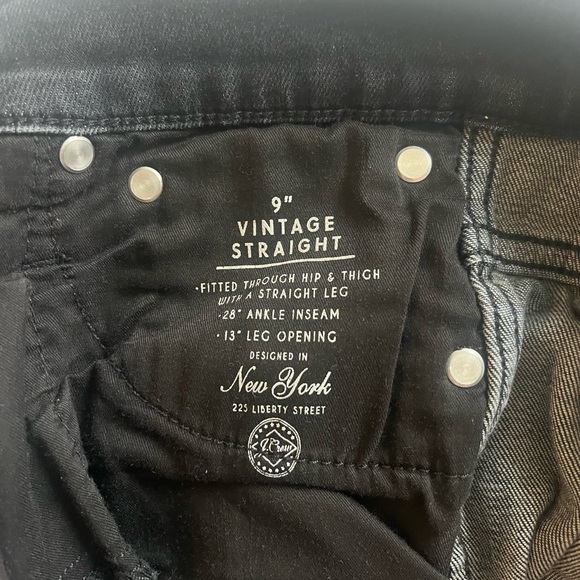 9"
VINTAGE
STRAIGHT
·FITTED THROUGH HIP & THIGH
WITH A STRAIGHT LEG
·28" ANKLE INSEAM
·13" LEG OPENING
DESIGNED IN
New York
225 LIBERTY STREET
J.Crew